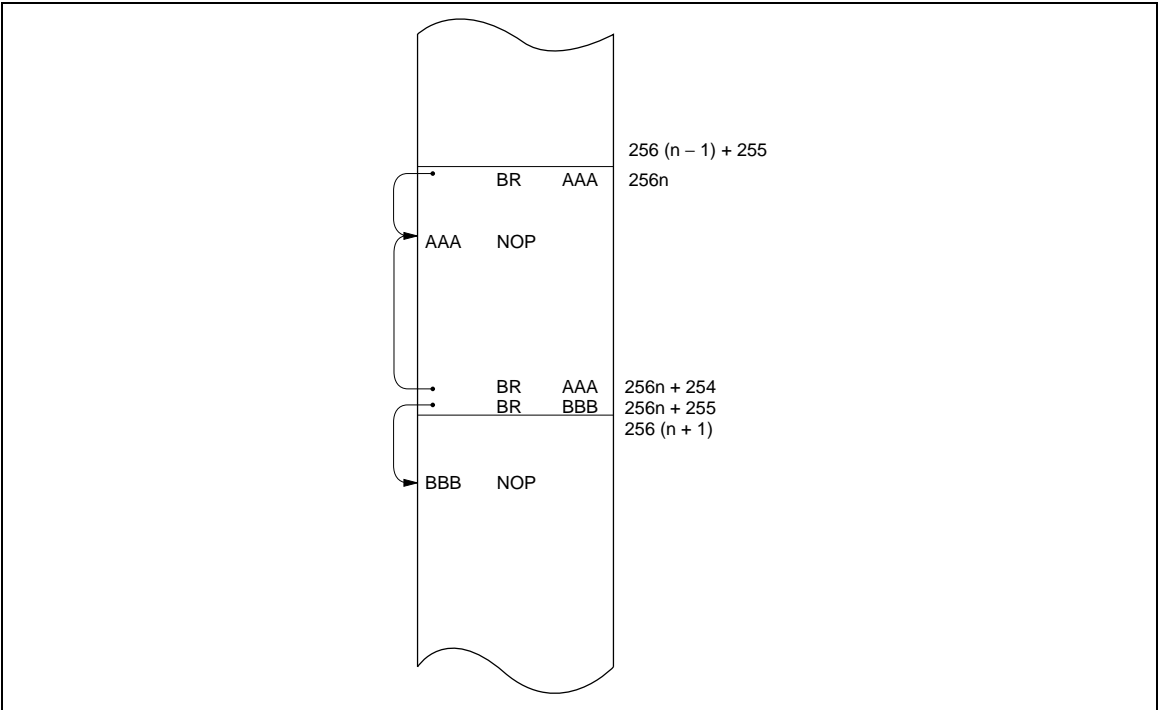 256 (n – 1) + 255
BR AAA 256n
AAA NOP
BR AAA 256n + 254
BR BBB 256n + 255
256 (n + 1)
BBB NOP